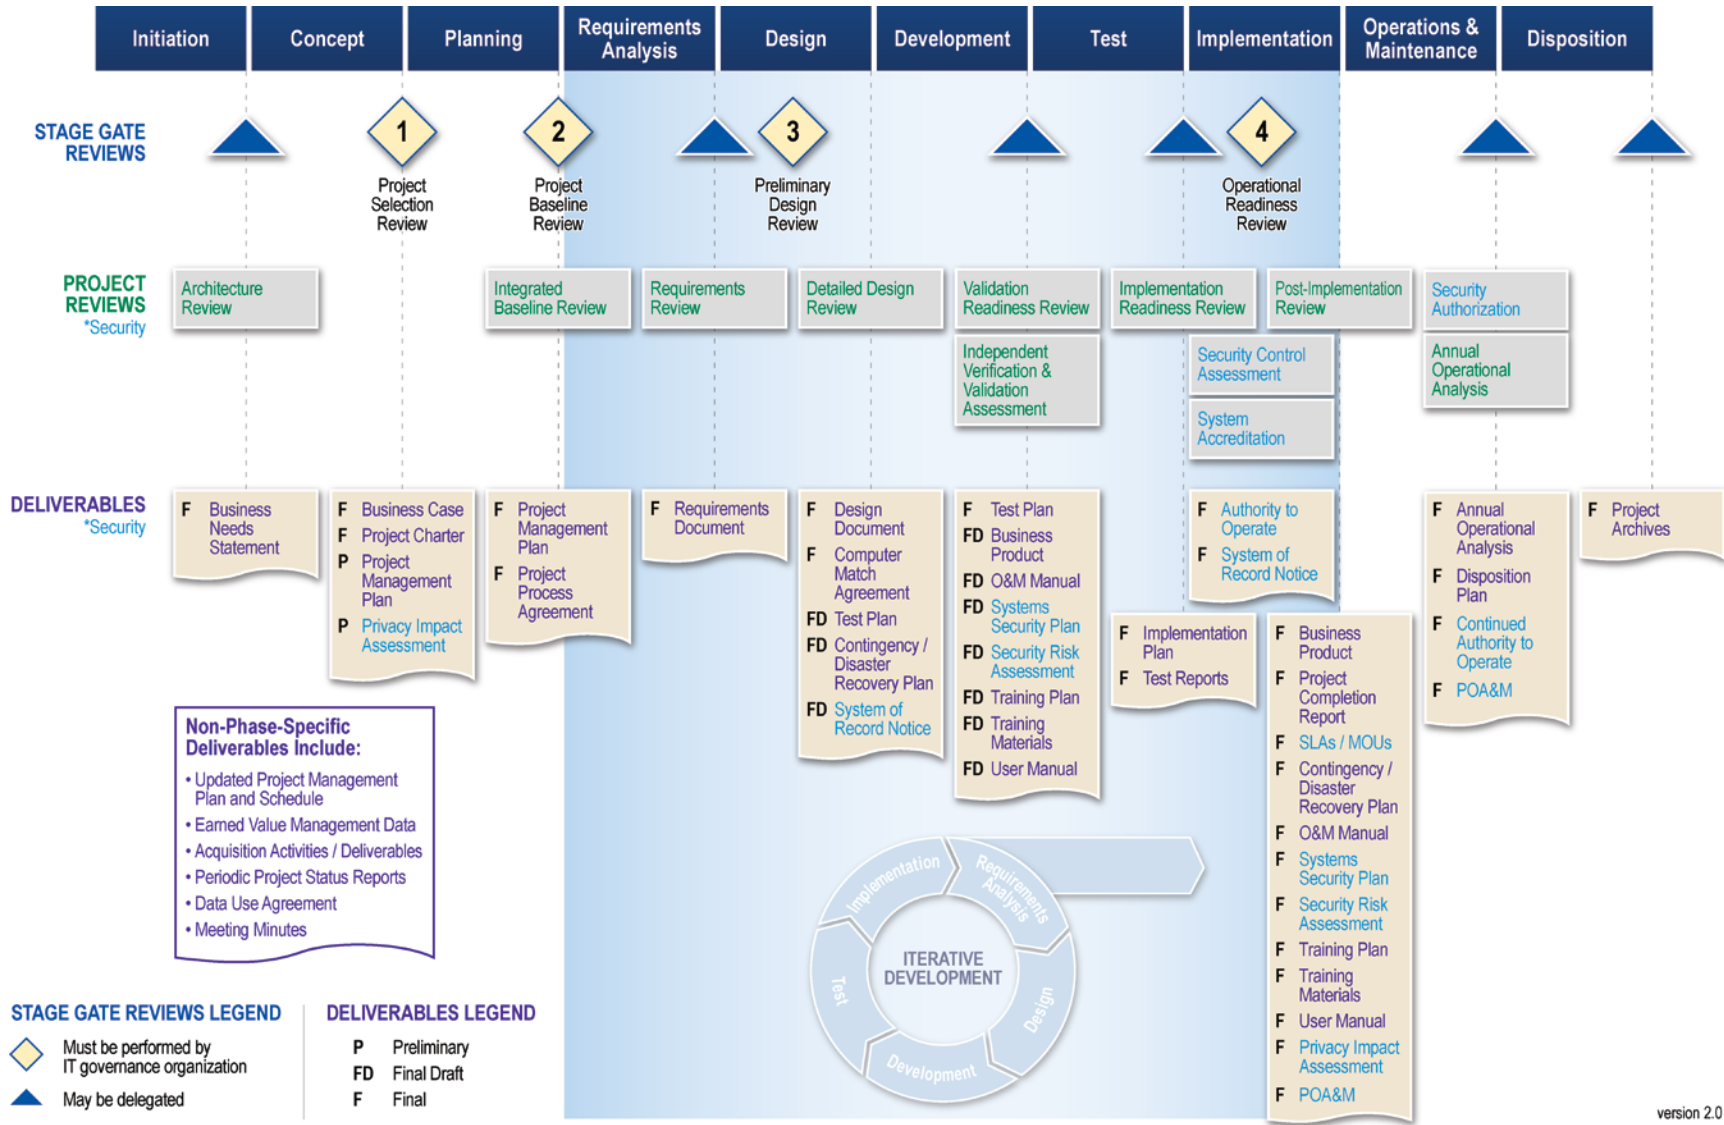 Initiation
Concept
Planning
Requirements
Analysis
Design
Development
Test
Implementation
Operations &
Maintenance
Disposition
STAGE GATE
REVIEWS
1
Project
Selection
Review
2
Project
Baseline
Review
3
Preliminary
Design
Review
4
Operational
Readiness
Review
PROJECT
REVIEWS
*Security
Architecture
Review
Integrated
Baseline Review
Requirements
Review
Detailed Design
Review
Validation
Readiness Review
Independent
Verification &
Validation
Assessment
Implementation
Readiness Review
Security Control
Assessment
System
Accreditation
Post-Implementation
Review
Security
Authorization
Annual
Operational
Analysis
DELIVERABLES
*Security
F Business
Needs
Statement
F Business Case
F Project Charter
P Project
Management
Plan
P Privacy Impact
Assessment
F Project
Management
Plan
F Project
Process
Agreement
F Requirements
Document
F Design
Document
F Computer
Match
Agreement
FD Test Plan
FD Contingency /
Disaster
Recovery Plan
FD System of
Record Notice
F Test Plan
FD Business
Product
FD O&M Manual
FD Systems
Security Plan
FD Security Risk
Assessment
FD Training Plan
FD Training
Materials
FD User Manual
F Implementation
Plan
F Test Reports
F Authority to
Operate
F System of
Record Notice
F Business
Product
F Project
Completion
Report
F SLAs / MOUs
F Contingency /
Disaster
Recovery Plan
F O&M Manual
F Systems
Security Plan
F Security Risk
Assessment
F Training Plan
F Training
Materials
F User Manual
F Privacy Impact
Assessment
F POA&M
F Annual
Operational
Analysis
F Disposition
Plan
F Continued
Authority to
Operate
F POA&M
F Project
Archives
Non-Phase-Specific
Deliverables Include:
• Updated Project Management
Plan and Schedule
• Earned Value Management Data
• Acquisition Activities / Deliverables
• Periodic Project Status Reports
• Data Use Agreement
• Meeting Minutes
ITERATIVE
DEVELOPMENT
Requirements
Analysis
Design
Development
Test
Implementation
STAGE GATE REVIEWS LEGEND
Must be performed by
IT governance organization
May be delegated
DELIVERABLES LEGEND
P Preliminary
FD Final Draft
F Final
version 2.0